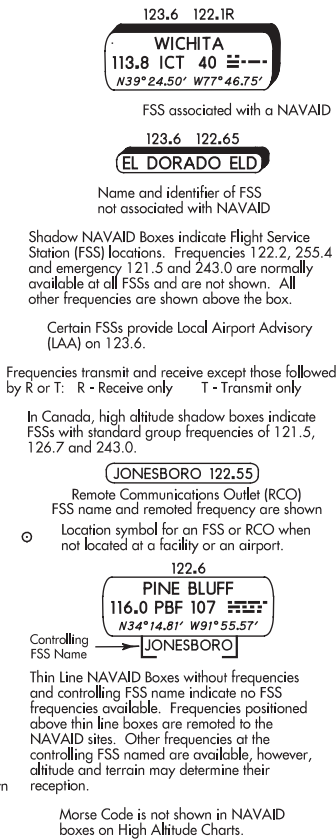 123.6 122.1R
WICHITA
113.8 ICT 40
N39°24.50' W77°46.75'
FSS associated with a NAVAID
123.6 122.65
EL DORADO ELD
Name and identifier of FSS
not associated with NAVAID
Shadow NAVAID Boxes indicate Flight Service
Station (FSS) locations. Frequencies 122.2, 255.4
and emergency 121.5 and 243.0 are normally
available at all FSSs and are not shown. All
other frequencies are shown above the box.
Certain FSSs provide Local Airport Advisory
(LAA) on 123.6.
Frequencies transmit and receive except those followed
by R or T: R - Receive only T - Transmit only
In Canada, high altitude shadow boxes indicate
FSSs with standard group frequencies of 121.5,
126.7 and 243.0.
JONESBORO 122.55
Remote Communications Outlet (RCO)
FSS name and remoted frequency are shown
Location symbol for an FSS or RCO when
not located at a facility or an airport.
122.6
PINE BLUFF
116.0 PBF 107
N34°14.81' W91°55.57'
Controlling
FSS Name
JONESBORO
Thin Line NAVAID Boxes without frequencies
and controlling FSS name indicate no FSS
frequencies available. Frequencies positioned
above thin line boxes are remoted to the
NAVAID sites. Other frequencies at the
controlling FSS named are available, however,
altitude and terrain may determine their
reception.
Morse Code is not shown in NAVAID
boxes on High Altitude Charts.